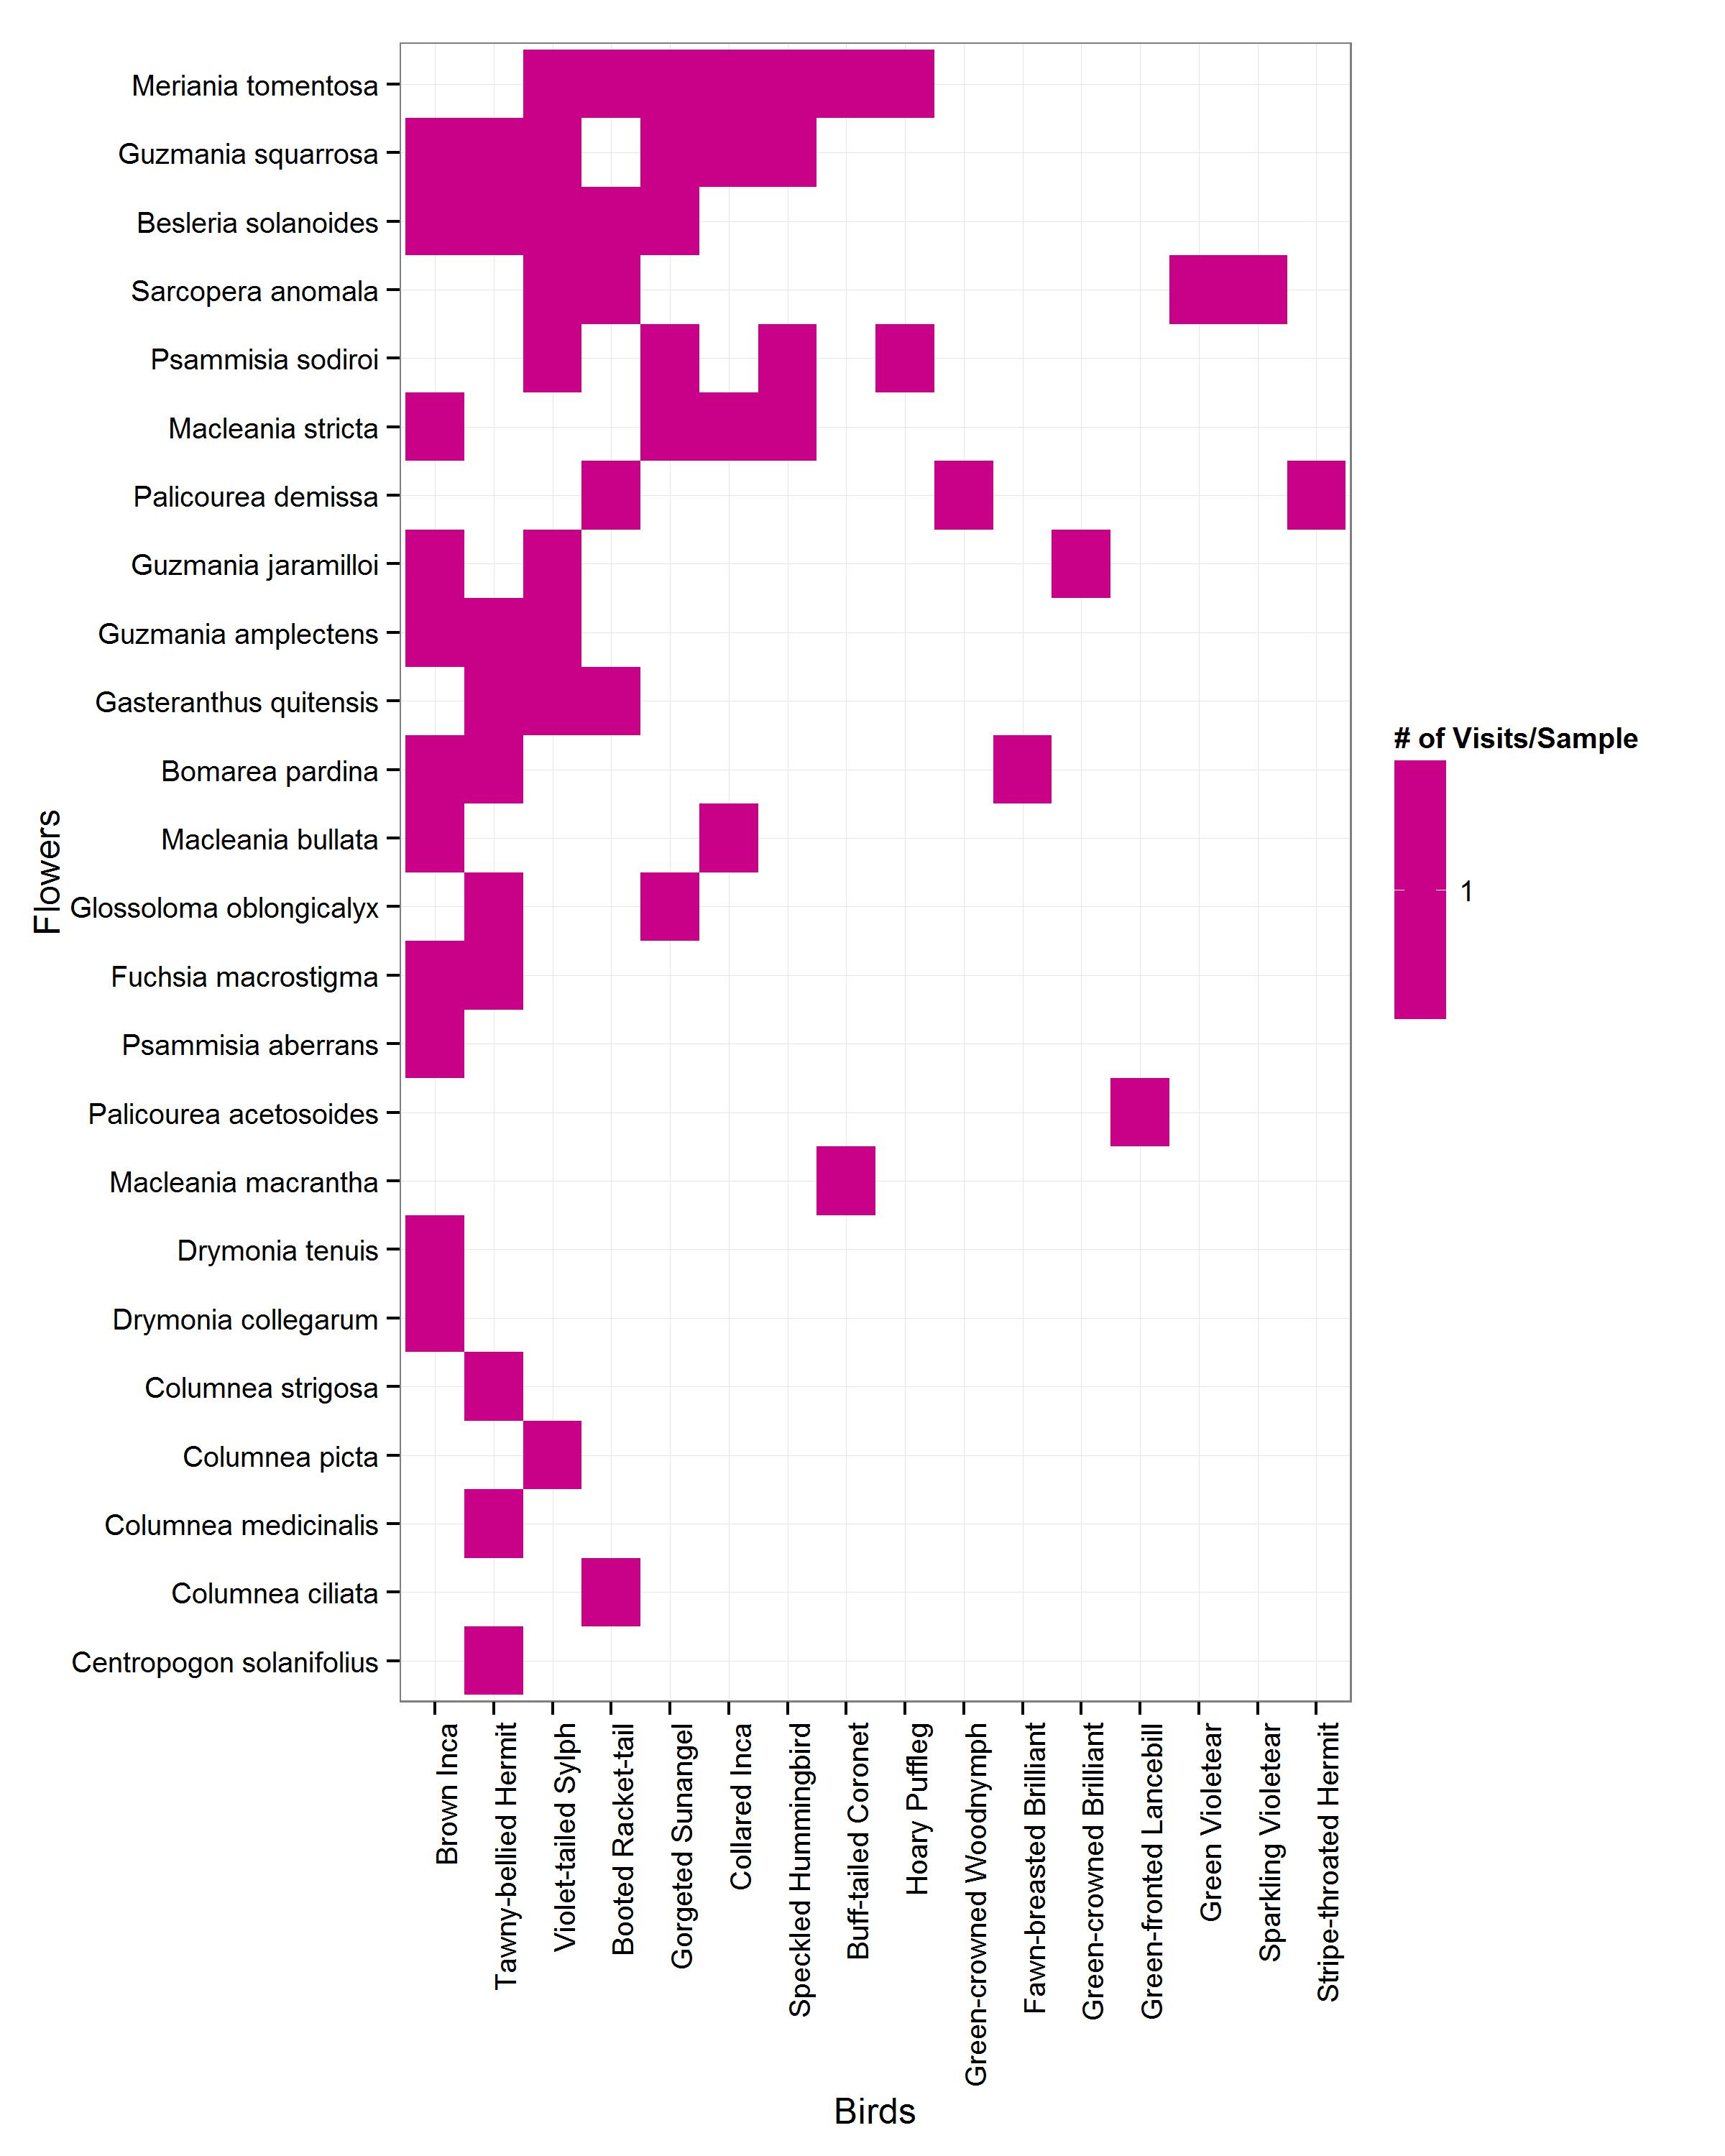 Meriania tomentosa
Guzmania squarrosa
Besleria solanoides
Sarcopera anomala
Psammisia sodiroi
Macleania stricta
Palicourea demissa
Guzmania jaramilloi
Guzmania amplectens
Gasteranthus quitensis
Bomarea pardina
Macleania bullata
Glossoloma oblongicalyx
Fuchsia macrostigma
Psammisia aberrans
Palicourea acetosoides
Macleania macrantha
Drymonia tenuis
Drymonia collegarum
Columnea strigosa
Columnea picta
Columnea medicinalis
Columnea ciliata
Centropogon solanifolius
Flowers
# of Visits/Sample
1
Brown Inca
Tawny-bellied Hermit
Violet-tailed Sylph
Booted Racket-tail
Gorgeted Sunangel
Collared Inca
Speckled Hummingbird
Buff-tailed Coronet
Hoary Puffleg
Green-crowned Woodnymph
Fawn-breasted Brilliant
Green-crowned Brilliant
Green-fronted Lancebill
Green Violetear
Sparkling Violetear
Stripe-throated Hermit
Birds